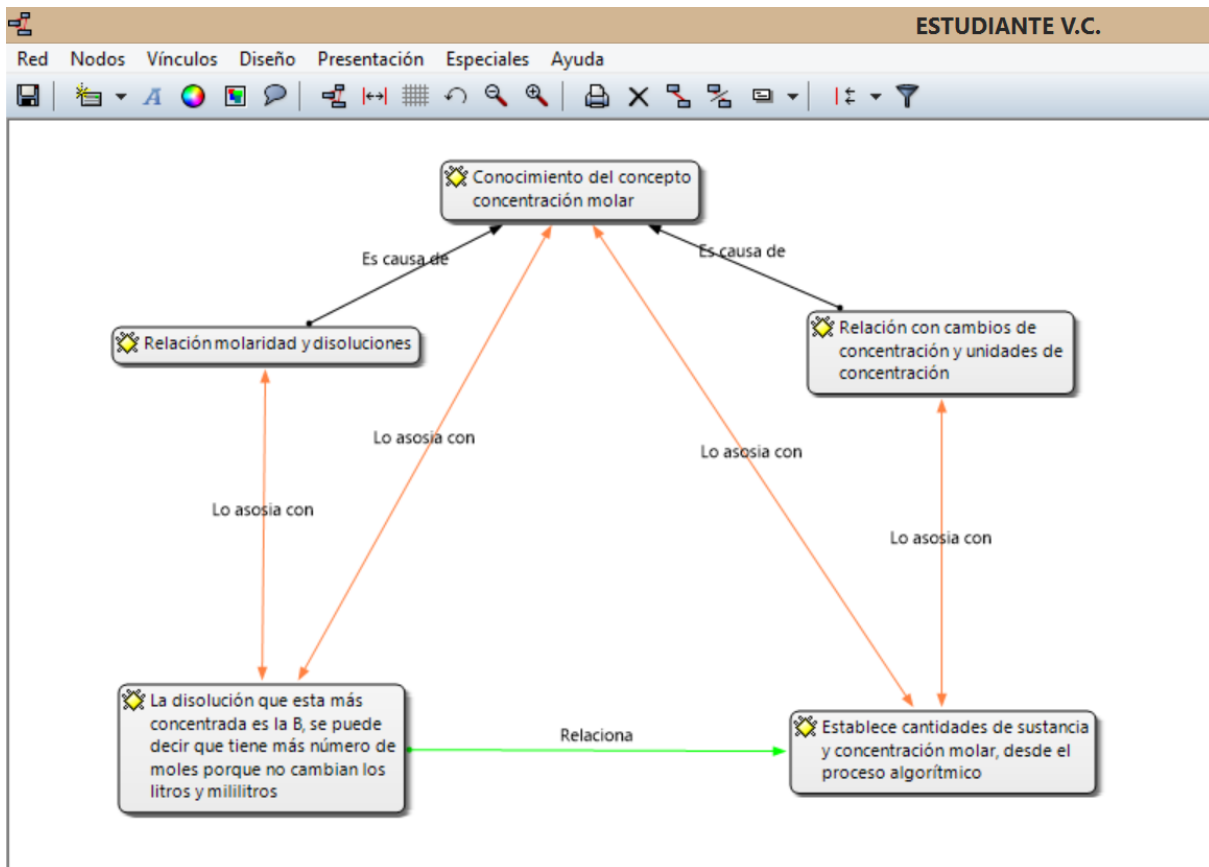 ESTUDIANTE V.C.
Red Nodos Vínculos Diseño Presentación Especiales Ayuda
Conocimiento del concepto
concentración molar
Es causa de
Es causa de
Relación molaridad y disoluciones
Relación con cambios de
concentración y unidades de
concentración
Lo asosia con
Lo asosia con
Lo asosia con
Lo asosia con
La disolución que esta más
concentrada es la B, se puede
decir que tiene más número de
moles porque no cambian los
litros y mililitros
Relaciona
Establece cantidades de sustancia
y concentración molar, desde el
proceso algorítmico